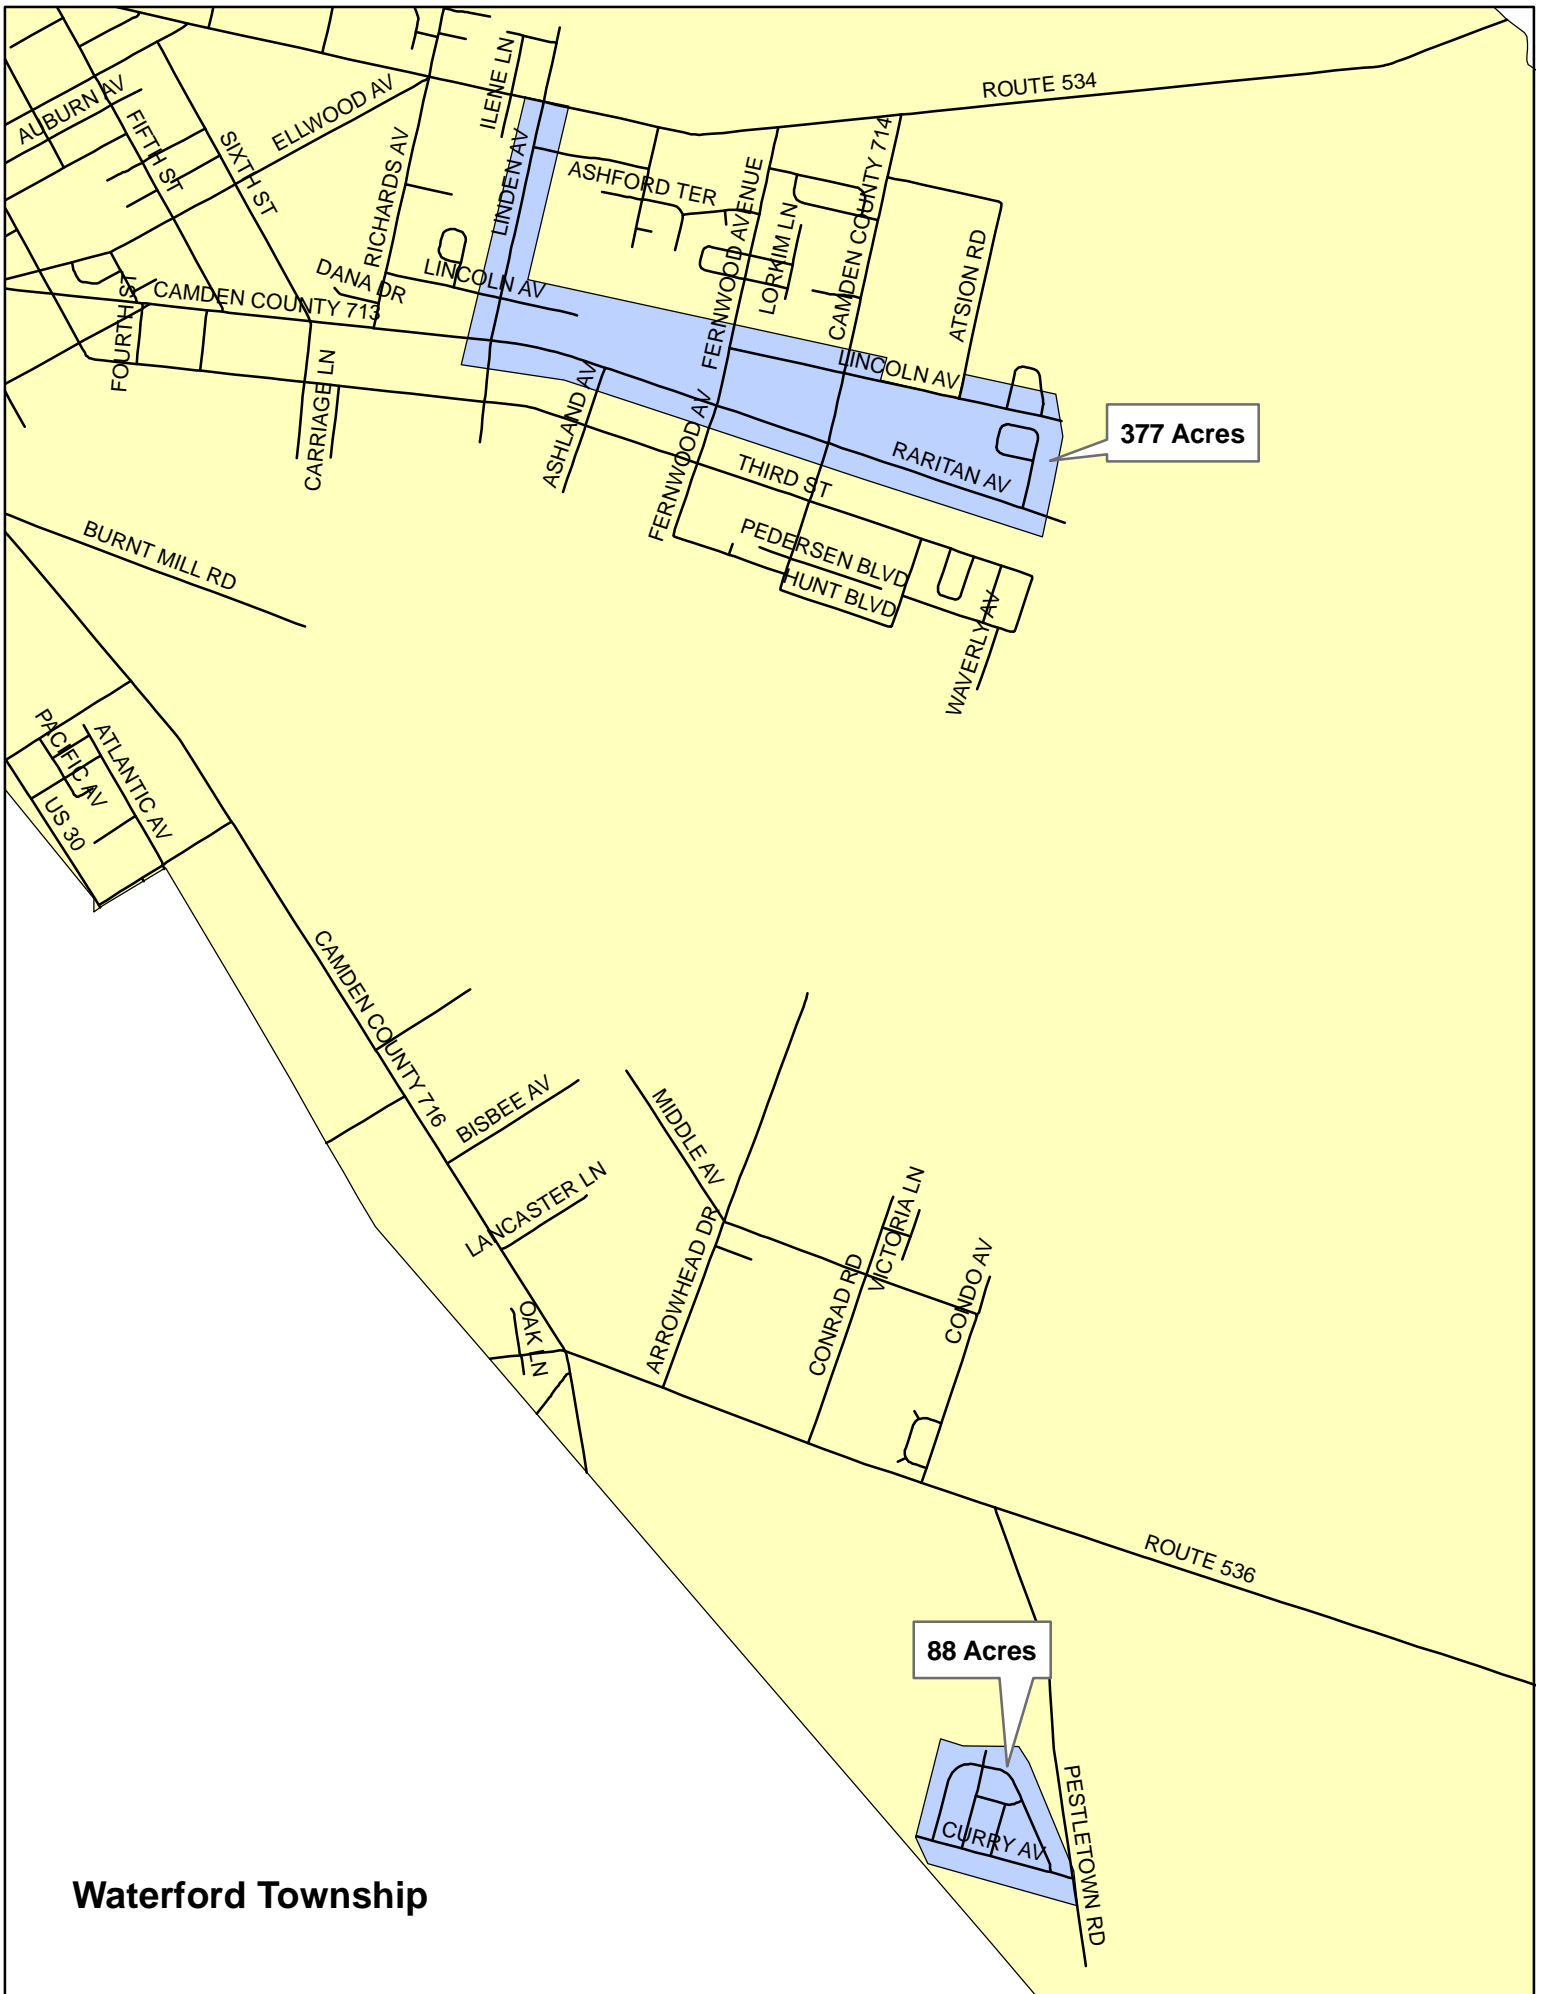 ROUTE 534
ILENE LN
AUBURN AV
FIFTH ST
SIXTH ST
ELLWOOD AV
RICHARDS AV
LINDEN AV
ASHFORD TER
FERNWOOD AVENUE
LORKIM LN
CAMDEN COUNTY 714
ATSION RD
DANA DR
LINCOLN AV
FOURTH ST
CAMDEN COUNTY 713
CARRIAGE LN
ASHLAND AV
FERNWOOD AV
LINCOLN AV
377 Acres
RARITAN AV
THIRD ST
BURNT MILL RD
PEDERSEN BLVD
HUNT BLVD
WAVERLY AV
PACIFIC AV
ATLANTIC AV
US 30
CAMDEN COUNTY 716
BISBEE AV
MIDDLE AV
LANCASTER LN
ARROWHEAD DR
VICTORIA LN
CONRAD RD
CONDO AV
OAK LN
ROUTE 536
88 Acres
PESTLETOWN RD
CURRY AV
Waterford Township